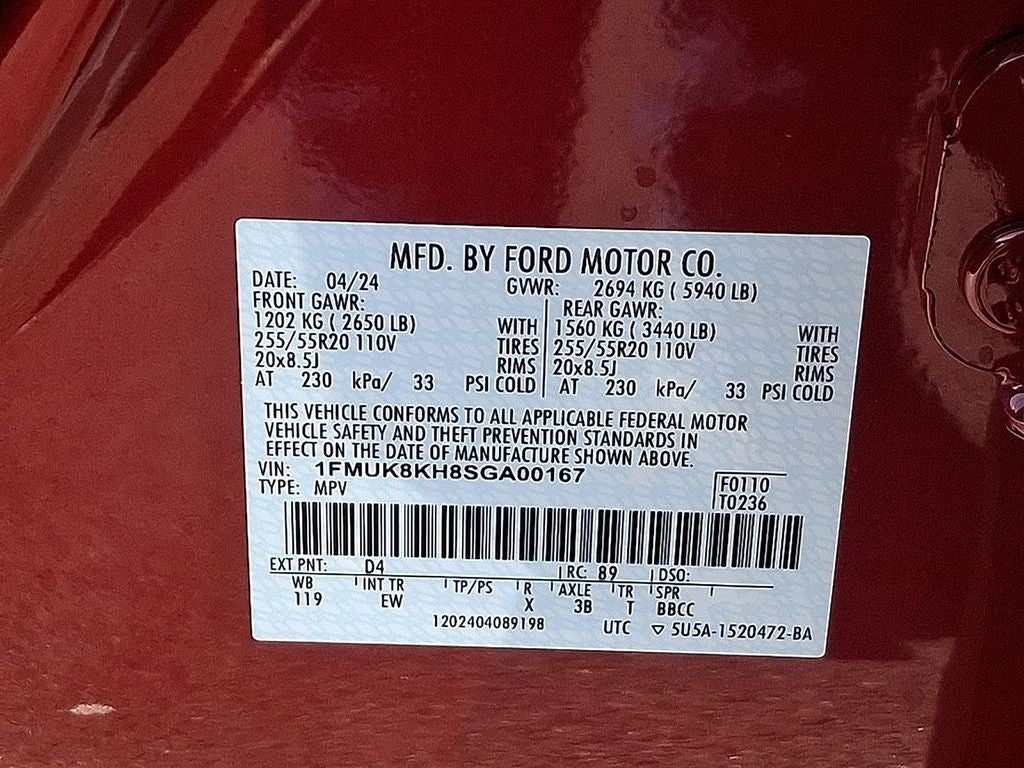 MFD. BY FORD MOTOR CO.
DATE: 04/24 GVWR: 2694 KG ( 5940 LB)
FRONT GAWR: REAR GAWR:
1202 KG ( 2650 LB) WITH 1560 KG ( 3440 LB) WITH
255/55R20 110V TIRES 255/55R20 110V TIRES
20x8.5J RIMS 20x8.5J RIMS
AT 230 kPa/ 33 PSI COLD AT 230 kPa/ 33 PSI COLD
THIS VEHICLE CONFORMS TO ALL APPLICABLE FEDERAL MOTOR
VEHICLE SAFETY AND THEFT PREVENTION STANDARDS IN
EFFECT ON THE DATE OF MANUFACTURE SHOWN ABOVE.
VIN: 1FMUK8KH8SGA00167
TYPE: MPV
F0110
T0236
EXT PNT: D4 RC: 89 DSO:
WB INT TR TP/PS R AXLE TR SPR
119 EW X 3B T BBCC
1202404089198 UTC ▽ 5U5A-1520472-BA